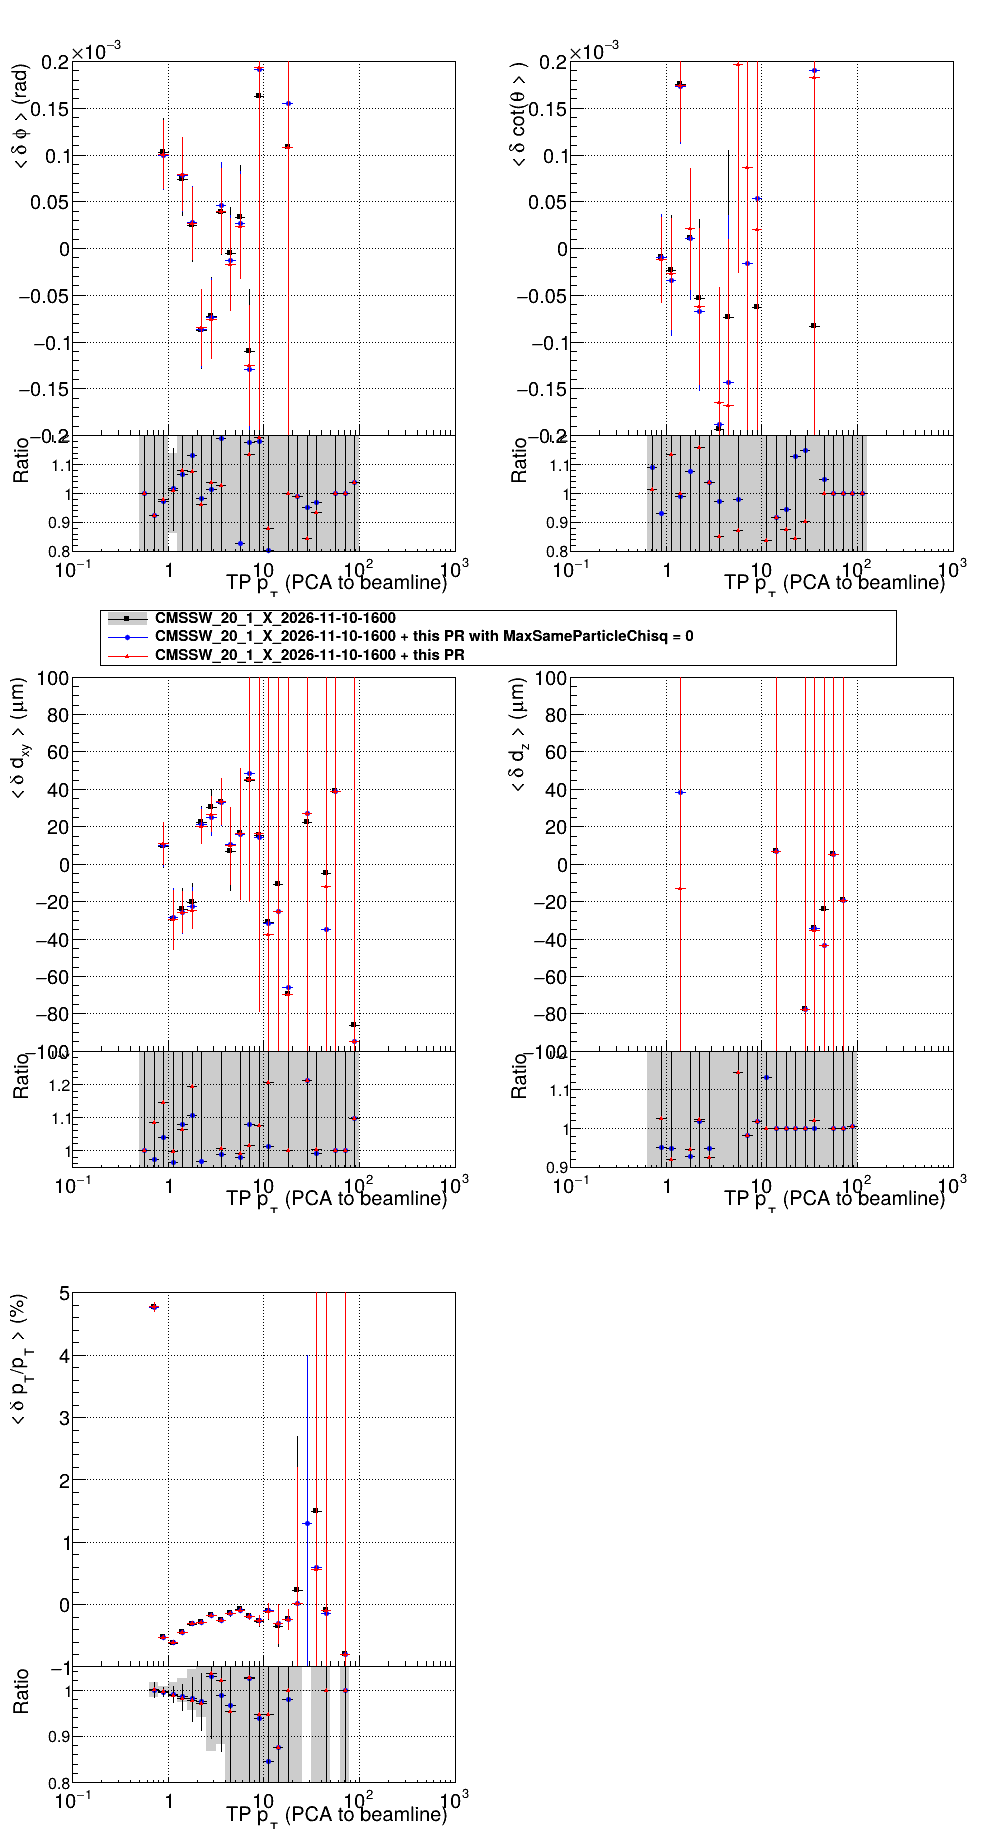 ×10⁻³
< δ ϕ > (rad)
0.2
0.15
0.1
0.05
0
−0.05
−0.1
−0.15
−0.2
Ratio
1.1
1
0.9
0.8
10⁻¹ 1 10 10² 10³
TP p_T (PCA to beamline)
×10⁻³
< δ cot(θ > )
0.2
0.15
0.1
0.05
0
−0.05
−0.1
−0.15
−0.2
Ratio
1.1
1
0.9
0.8
10⁻¹ 1 10 10² 10³
TP p_T (PCA to beamline)
CMSSW_20_1_X_2026-11-10-1600
CMSSW_20_1_X_2026-11-10-1600 + this PR with MaxSameParticleChisq = 0
CMSSW_20_1_X_2026-11-10-1600 + this PR
< δ d_xy > (μm)
100
80
60
40
20
0
−20
−40
−60
−80
−100
Ratio
1.2
1.1
1
10⁻¹ 1 10 10² 10³
TP p_T (PCA to beamline)
< δ d_z > (μm)
100
80
60
40
20
0
−20
−40
−60
−80
−100
Ratio
1.1
1
0.9
10⁻¹ 1 10 10² 10³
TP p_T (PCA to beamline)
< δ p_T/p_T > (%)
5
4
3
2
1
0
−1
Ratio
1
0.9
0.8
10⁻¹ 1 10 10² 10³
TP p_T (PCA to beamline)